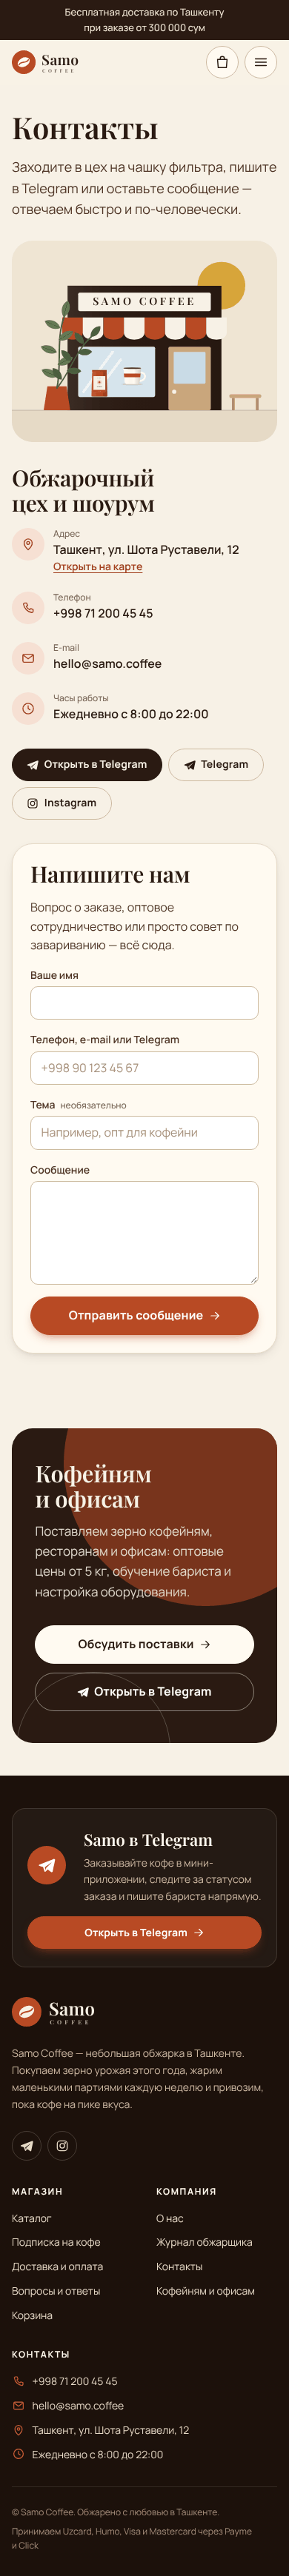 Бесплатная доставка по Ташкенту
при заказе от 300 000 сум
Samo
COFFEE
Контакты
Заходите в цех на чашку фильтра, пишите
в Telegram или оставьте сообщение —
отвечаем быстро и по-человечески.
SAMO COFFEE
Обжарочный
цех и шоурум
Адрес
Ташкент, ул. Шота Руставели, 12
Открыть на карте
Телефон
+998 71 200 45 45
E-mail
hello@samo.coffee
Часы работы
Ежедневно с 8:00 до 22:00
Открыть в Telegram
Telegram
Instagram
Напишите нам
Вопрос о заказе, оптовое
сотрудничество или просто совет по
завариванию — всё сюда.
Ваше имя
Телефон, e-mail или Telegram
+998 90 123 45 67
Тема необязательно
Например, опт для кофейни
Сообщение
Отправить сообщение →
Кофейням
и офисам
Поставляем зерно кофейням,
ресторанам и офисам: оптовые
цены от 5 кг, обучение бариста и
настройка оборудования.
Обсудить поставки →
Открыть в Telegram
Samo в Telegram
Заказывайте кофе в мини-
приложении, следите за статусом
заказа и пишите бариста напрямую.
Открыть в Telegram →
Samo
COFFEE
Samo Coffee — небольшая обжарка в Ташкенте.
Покупаем зерно урожая этого года, жарим
маленькими партиями каждую неделю и привозим,
пока кофе на пике вкуса.
МАГАЗИН
Каталог
Подписка на кофе
Доставка и оплата
Вопросы и ответы
Корзина
КОМПАНИЯ
О нас
Журнал обжарщика
Контакты
Кофейням и офисам
КОНТАКТЫ
+998 71 200 45 45
hello@samo.coffee
Ташкент, ул. Шота Руставели, 12
Ежедневно с 8:00 до 22:00
© Samo Coffee. Обжарено с любовью в Ташкенте.
Принимаем Uzcard, Humo, Visa и Mastercard через Payme
и Click